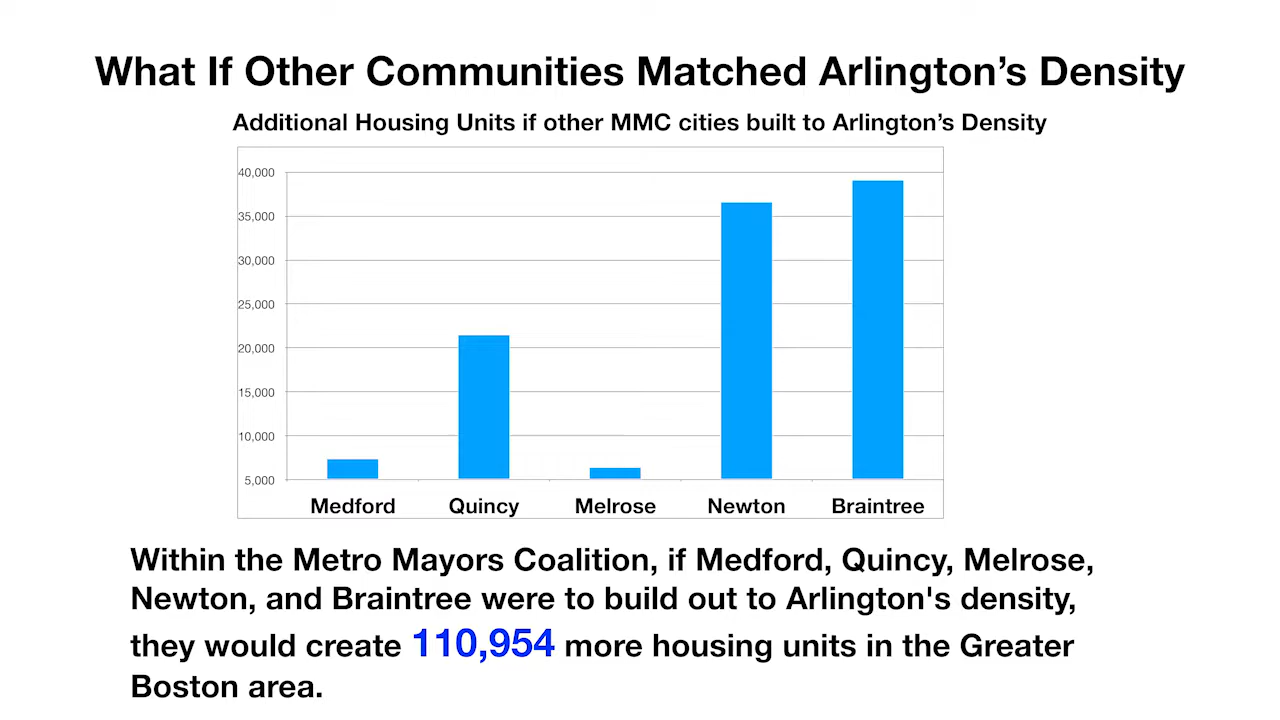 What If Other Communities Matched Arlington’s Density
Additional Housing Units if other MMC cities built to Arlington’s Density
40,000
35,000
30,000
25,000
20,000
15,000
10,000
5,000
Medford Quincy Melrose Newton Braintree
Within the Metro Mayors Coalition, if Medford, Quincy, Melrose,
Newton, and Braintree were to build out to Arlington's density,
they would create 110,954 more housing units in the Greater
Boston area.